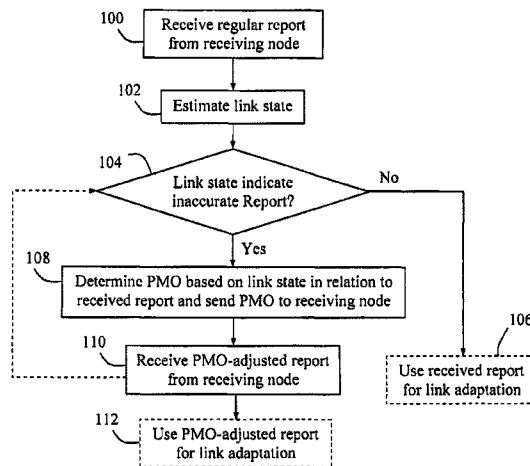 100
Receive regular report
from receiving node
102
Estimate link state
104
Link state indicate
inaccurate Report?
No
Yes
108
Determine PMO based on link state in relation to
received report and send PMO to receiving node
106
110
Receive PMO-adjusted report
from receiving node
Use received report
for link adaptation
112
Use PMO-adjusted report
for link adaptation